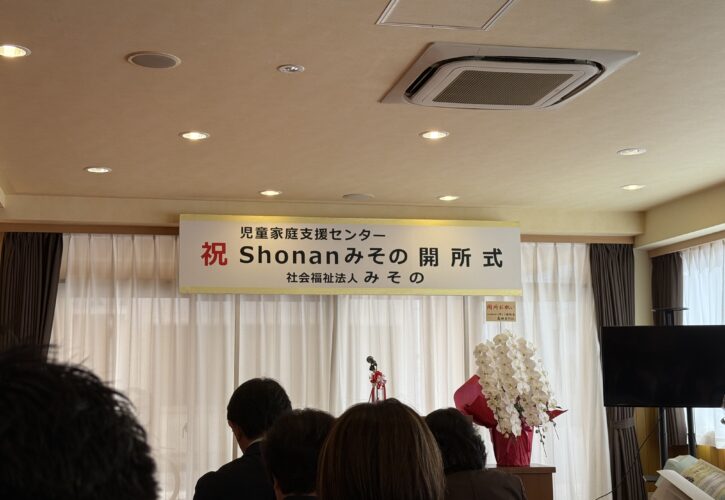 児童家庭支援センター
祝 Shonanみその開所式
社会福祉法人 みその